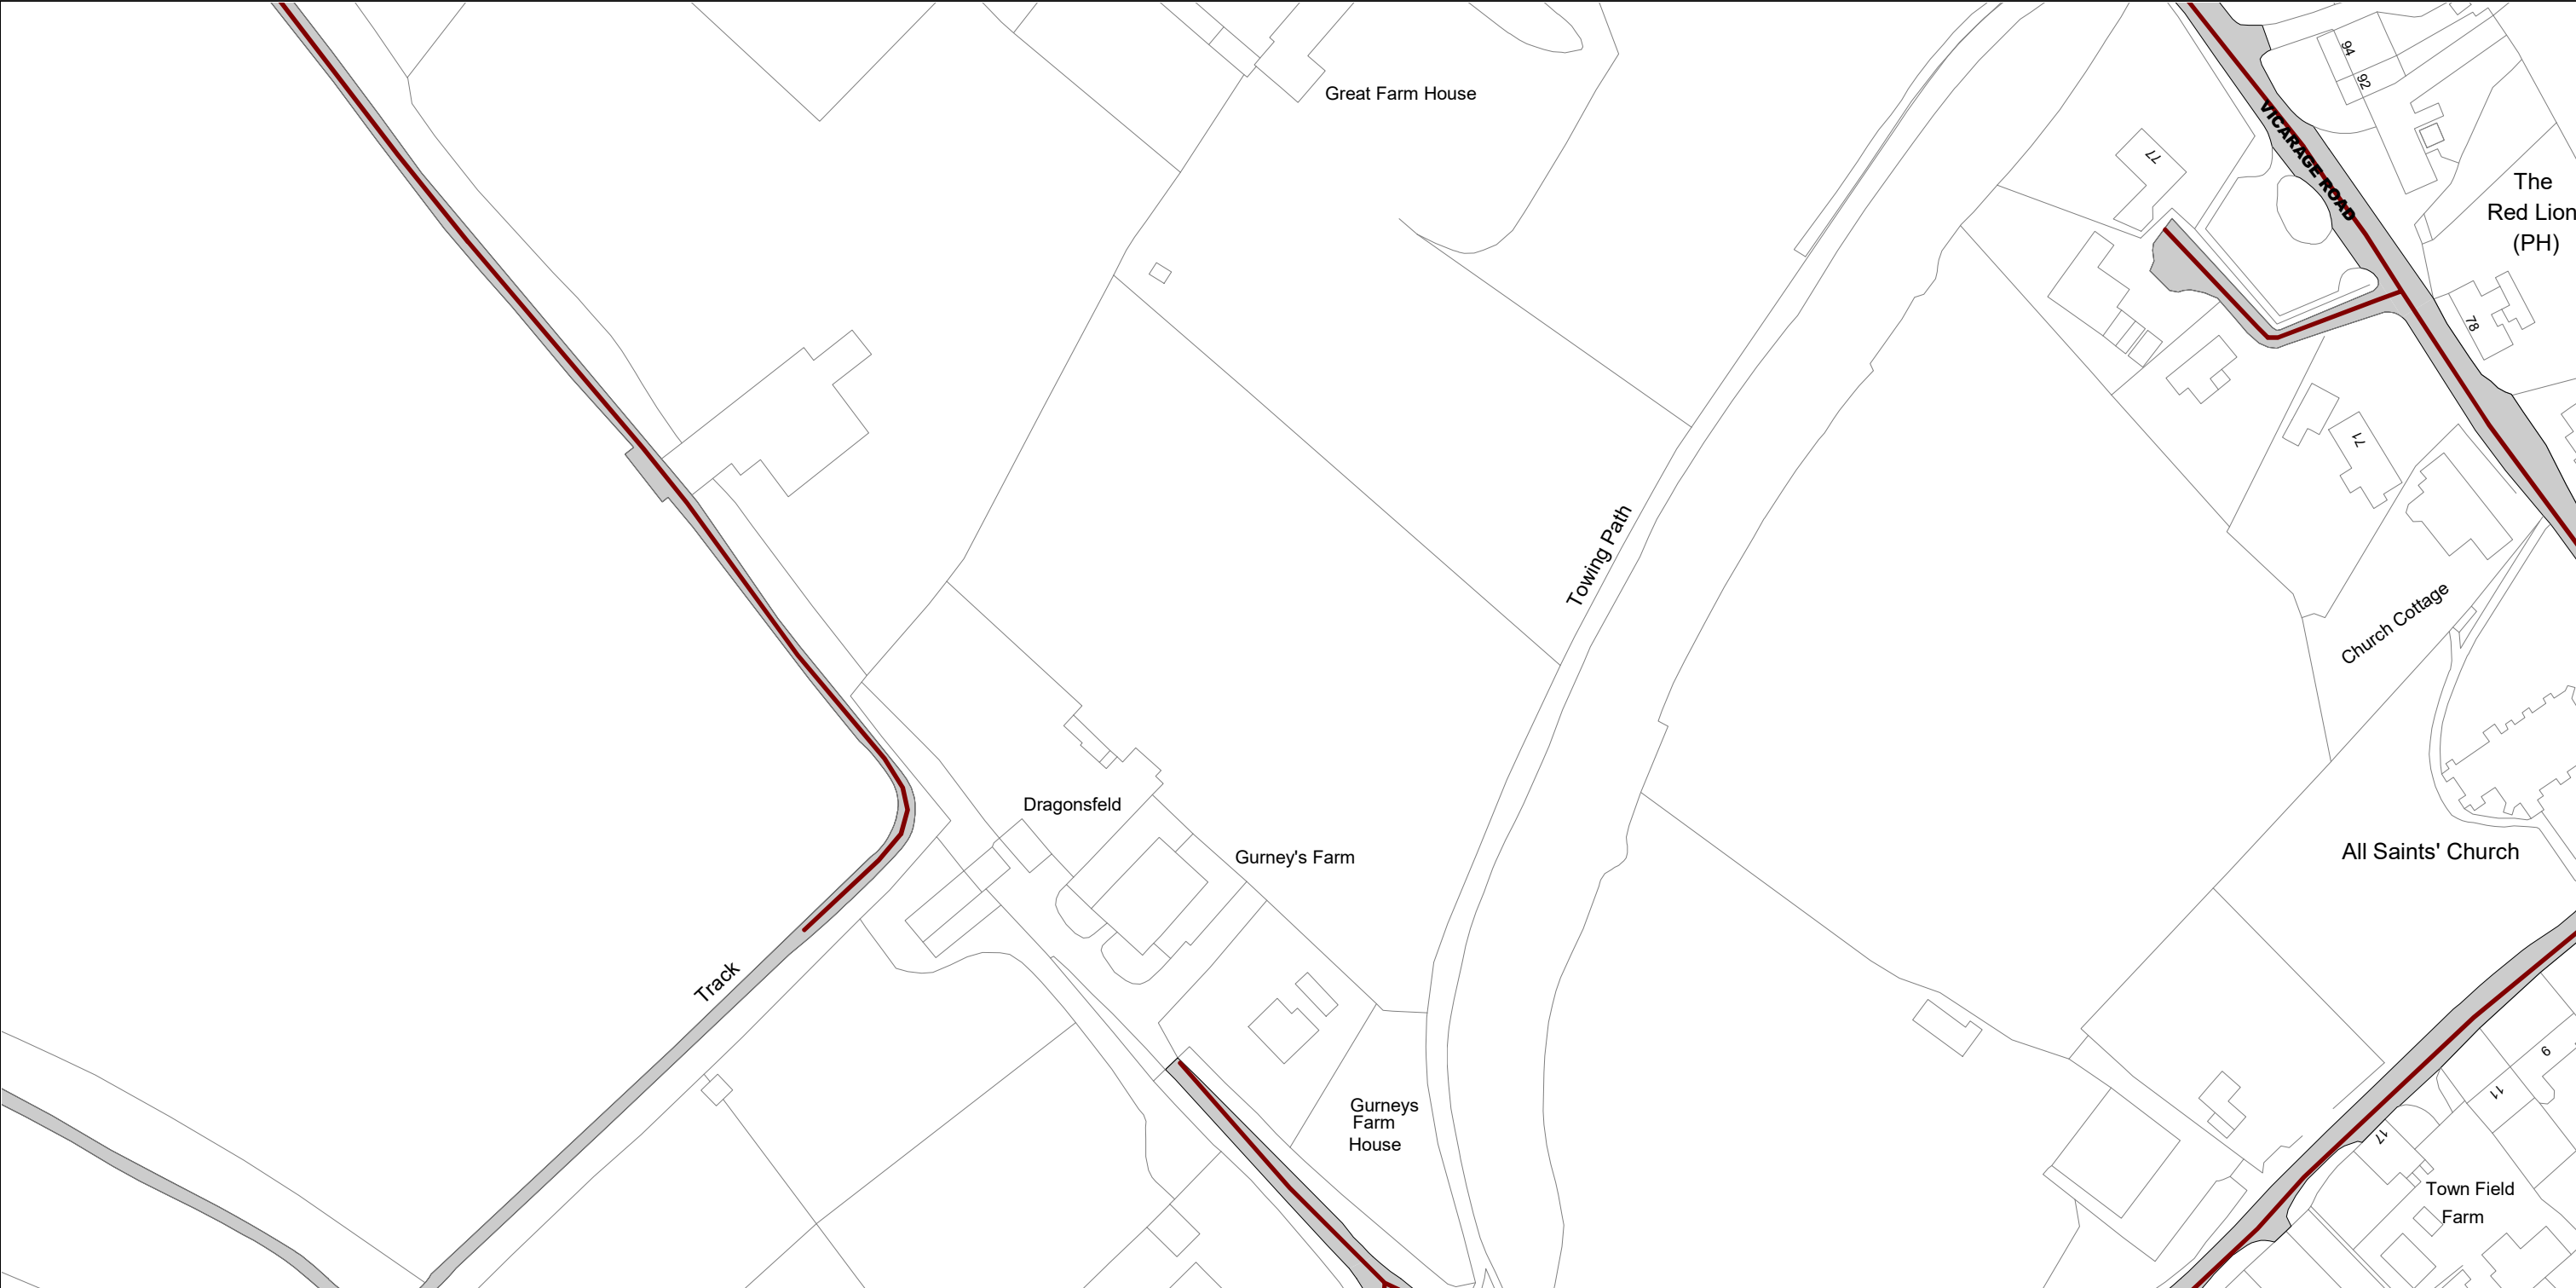 94
92
Great Farm House
VICARAGE ROAD
77
The
Red Lion
(PH)
78
71
Towing Path
Church Cottage
Dragonsfeld
Gurney's Farm
All Saints' Church
Track
9
11
17
Gurneys
Farm
House
Town Field
Farm